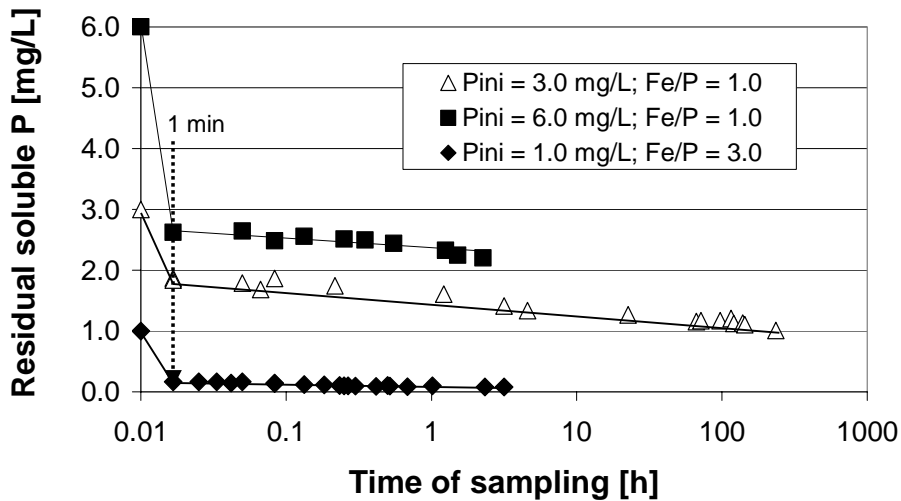 Residual soluble P [mg/L]
6.0
5.0
4.0
3.0
2.0
1.0
0.0
1 min
Pini = 3.0 mg/L; Fe/P = 1.0
Pini = 6.0 mg/L; Fe/P = 1.0
Pini = 1.0 mg/L; Fe/P = 3.0
0.01 0.1 1 10 100 1000
Time of sampling [h]